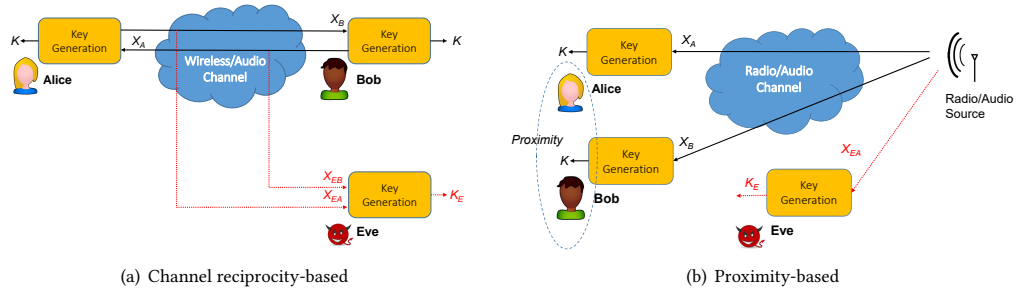 X_B
Key
Generation
Key
Generation
K
X_A
K
Wireless/Audio
Channel
Alice
Bob
X_EB
X_EA
Key
Generation
K_E
Eve
(a) Channel reciprocity-based
Key
Generation
X_A
K
Radio/Audio
Channel
Alice
Radio/Audio
Source
Proximity
X_B
Key
Generation
K
X_EA
Bob
Key
Generation
K_E
Eve
(b) Proximity-based